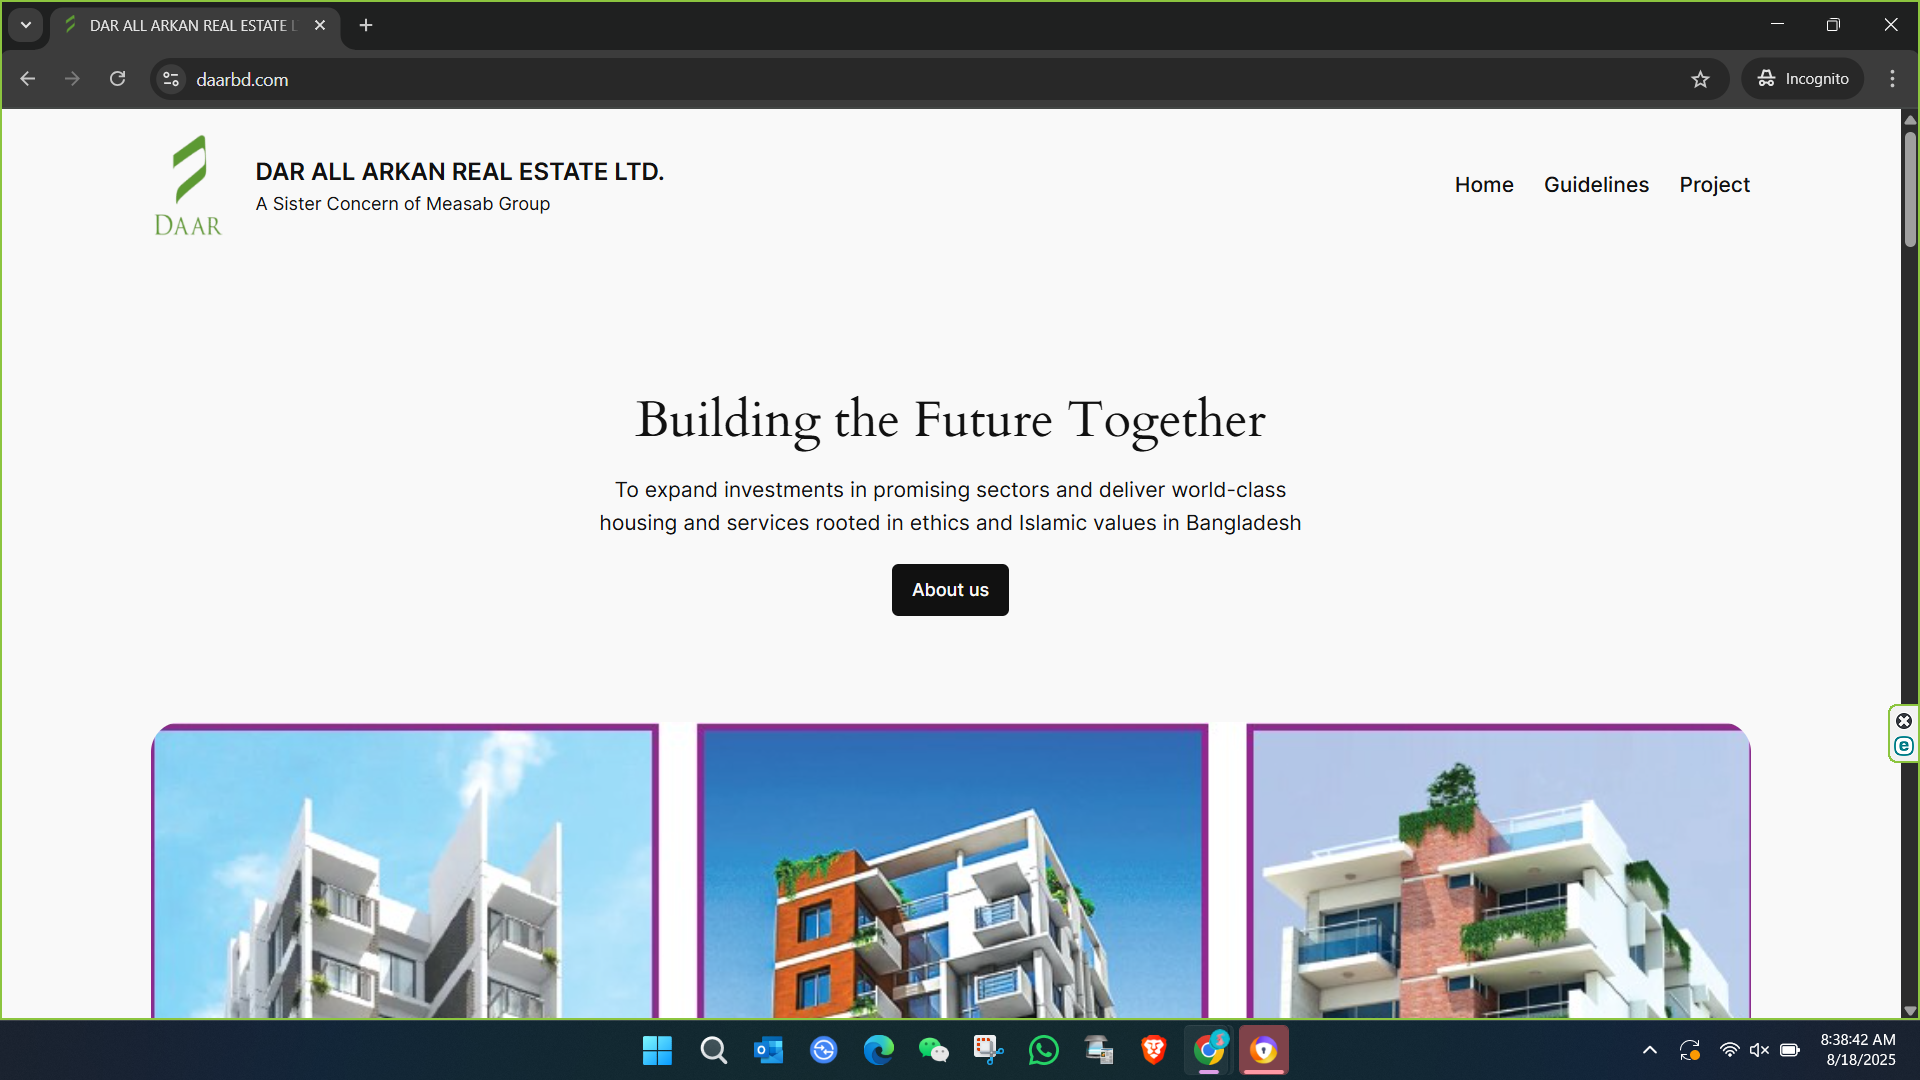 DAR ALL ARKAN REAL ESTATE L
daarbd.com
Incognito
DAAR
DAR ALL ARKAN REAL ESTATE LTD.
A Sister Concern of Measab Group
Home
Guidelines
Project
Building the Future Together
To expand investments in promising sectors and deliver world-class
housing and services rooted in ethics and Islamic values in Bangladesh
About us
8:38:42 AM
8/18/2025